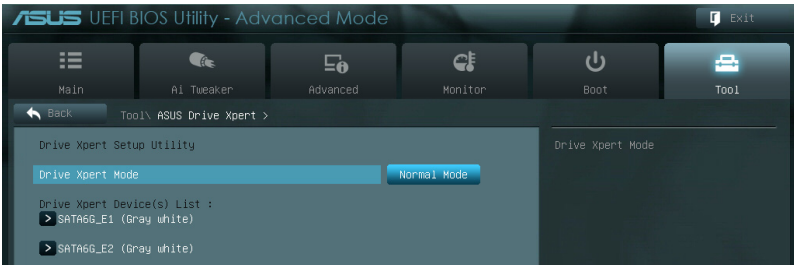 ASUS UEFI BIOS Utility - Advanced Mode
Exit
Main
Ai Tweaker
Advanced
Monitor
Boot
Tool
Back
Tool\ ASUS Drive Xpert >
Drive Xpert Setup Utility
Drive Xpert Mode
Drive Xpert Mode Normal Mode
Drive Xpert Device(s) List :
> SATA6G_E1 (Gray white)
> SATA6G_E2 (Gray white)